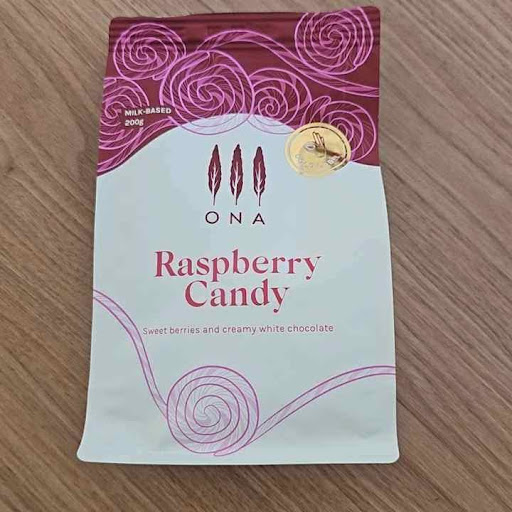 MILK-BASED
200g
ONA
Raspberry
Candy
Sweet berries and creamy white chocolate